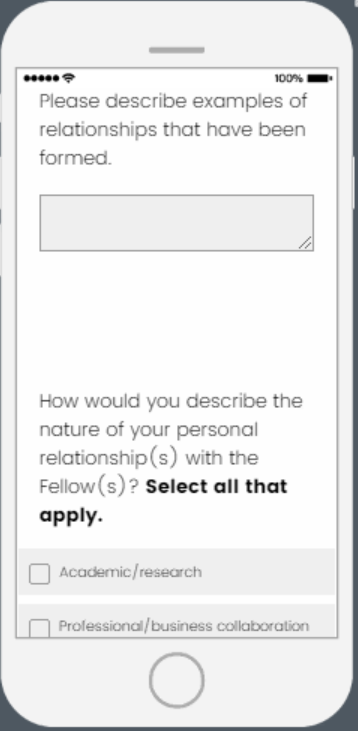 100%
Please describe examples of
relationships that have been
formed.
How would you describe the
nature of your personal
relationship(s) with the
Fellow(s)? Select all that
apply.
Academic/research
Professional/business collaboration